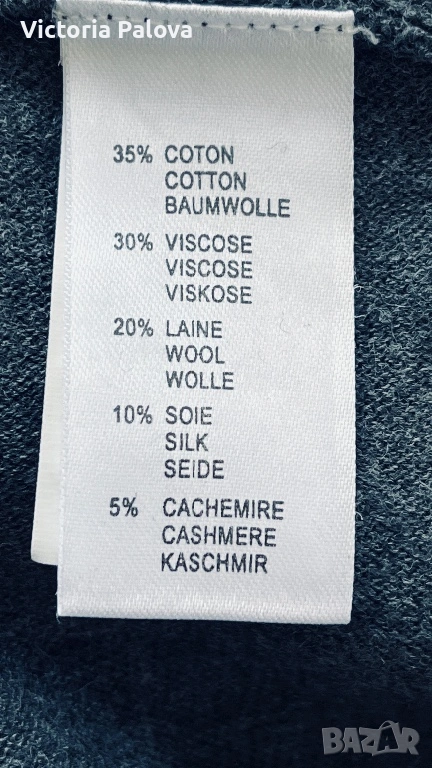 Victoria Palova
35% COTON
COTTON
BAUMWOLLE
30% VISCOSE
VISCOSE
VISKOSE
20% LAINE
WOOL
WOLLE
10% SOIE
SILK
SEIDE
5% CACHEMIRE
CASHMERE
KASCHMIR
BAZAR